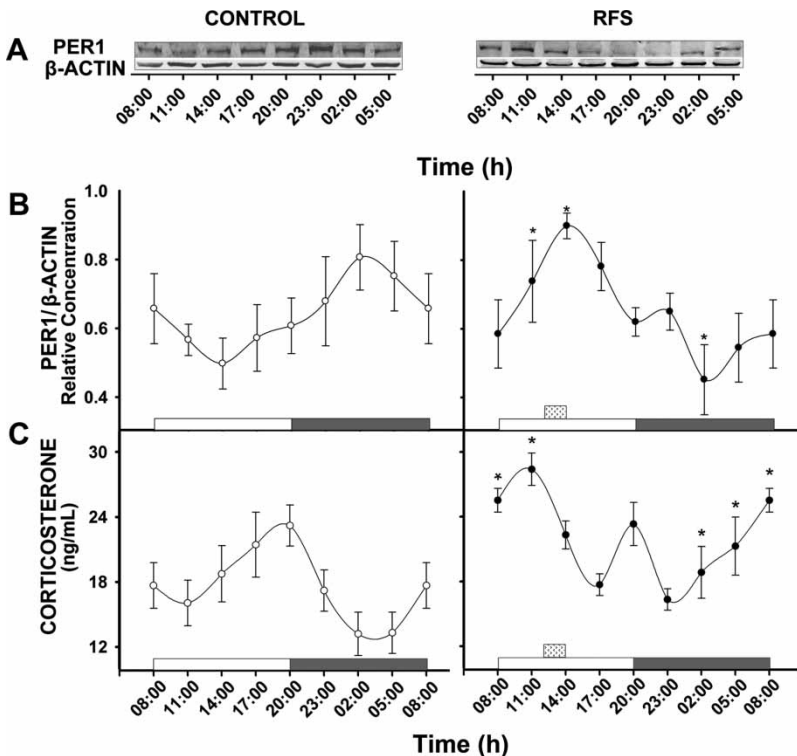 CONTROL RFS
A PER1
β-ACTIN
08:00 11:00 14:00 17:00 20:00 23:00 02:00 05:00 08:00 11:00 14:00 17:00 20:00 23:00 02:00 05:00
Time (h)
B
PER1/β-ACTIN
Relative Concentration
1.0
0.8
0.6
0.4
* * *
C
CORTICOSTERONE
(ng/mL)
30
24
18
12
* * * * *
08:00 11:00 14:00 17:00 20:00 23:00 02:00 05:00 08:00 08:00 11:00 14:00 17:00 20:00 23:00 02:00 05:00 08:00
Time (h) Time (h)